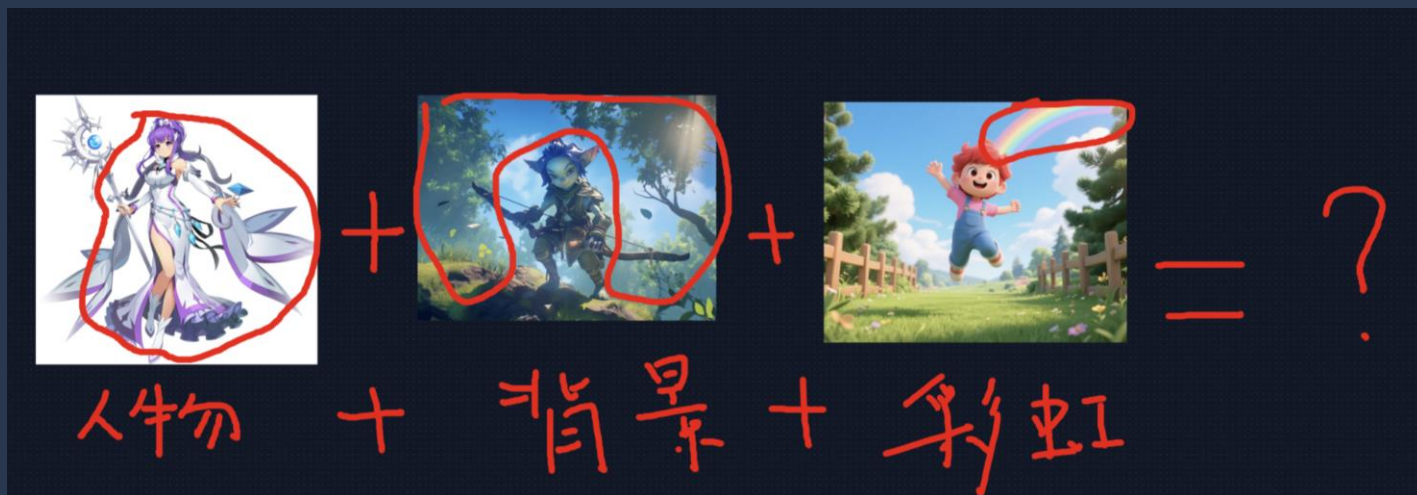 + + = ?
人物 + 背景 + 彩虹